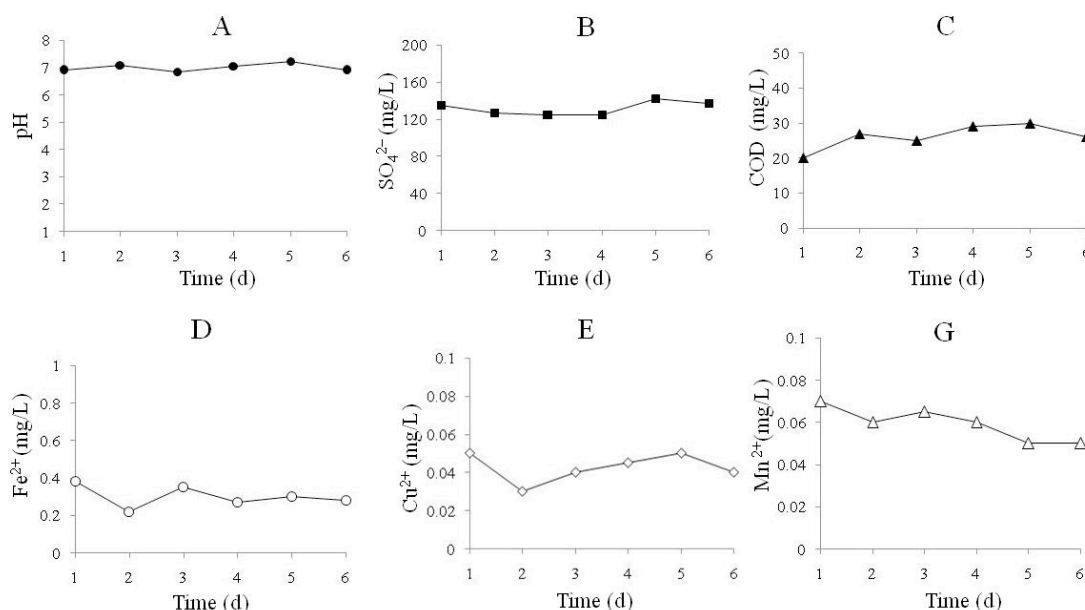 A
pH
8
7
6
5
4
3
2
1
1 2 3 4 5 6
Time (d)
B
SO₄²⁻ (mg/L)
200
160
120
80
40
0
1 2 3 4 5 6
Time (d)
C
COD (mg/L)
50
40
30
20
10
0
1 2 3 4 5 6
Time (d)
D
Fe²⁺ (mg/L)
1
0.8
0.6
0.4
0.2
0
1 2 3 4 5 6
Time (d)
E
Cu²⁺ (mg/L)
0.1
0.08
0.06
0.04
0.02
0
1 2 3 4 5 6
Time (d)
G
Mn²⁺(mg/L)
0.1
0.08
0.06
0.04
0.02
0
1 2 3 4 5 6
Time (d)